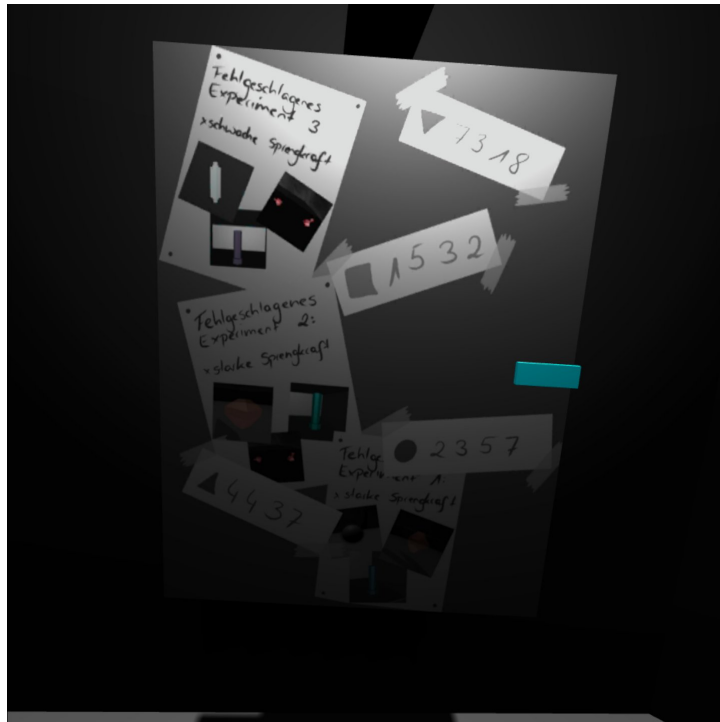 Fehlgeschlagenes
Experiment 3
>schwache Sprengkraft
7318
1532
Fehlgeschlagenes
Experiment 2:
>starke Sprengkraft
2357
4437
Experiment 1.
> starke Sprengkraft